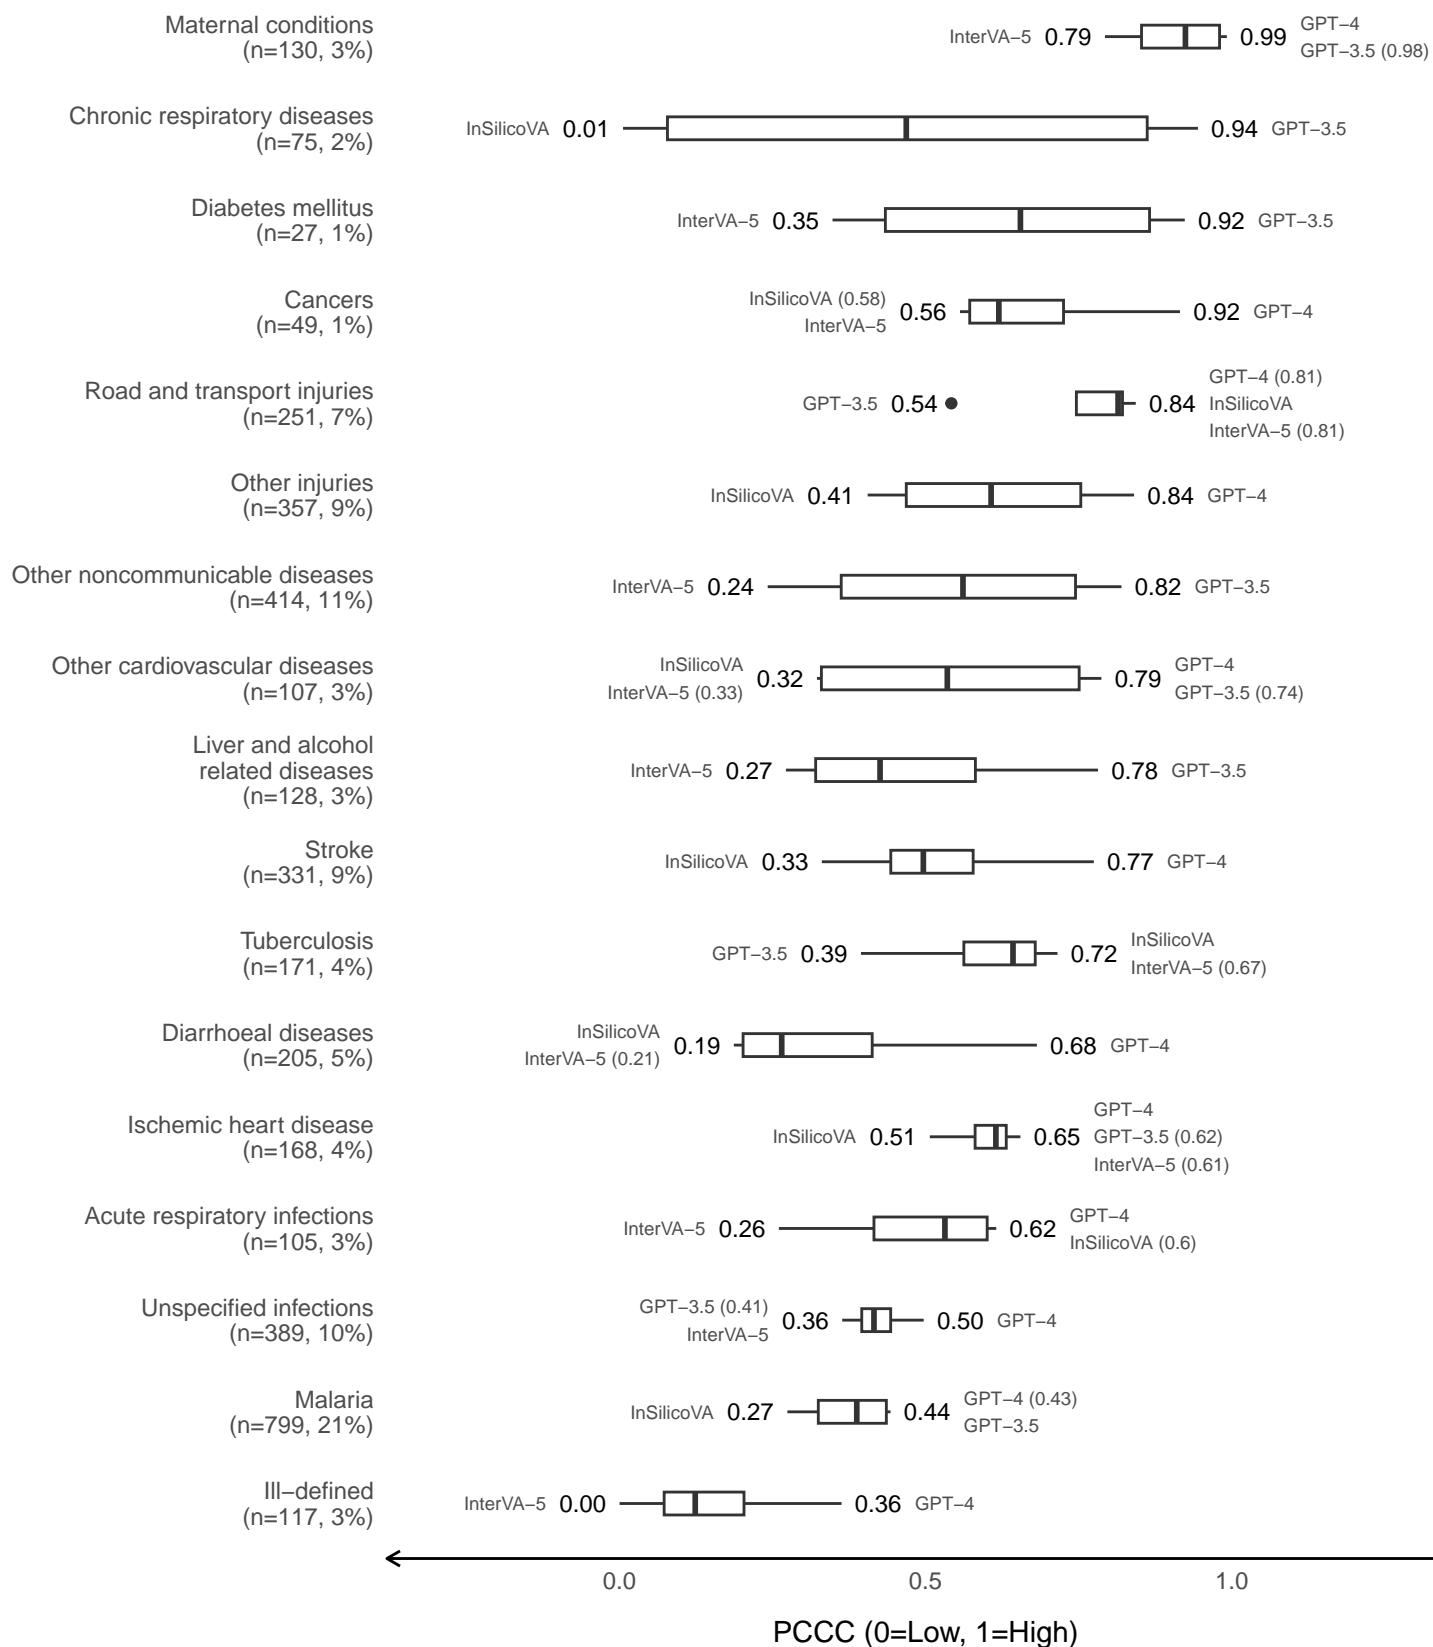 Maternal conditions
(n=130, 3%)
InterVA−5 0.79
0.99 GPT−4
GPT−3.5 (0.98)
Chronic respiratory diseases
(n=75, 2%)
InSilicoVA 0.01
0.94 GPT−3.5
Diabetes mellitus
(n=27, 1%)
InterVA−5 0.35
0.92 GPT−3.5
Cancers
(n=49, 1%)
InSilicoVA (0.58)
InterVA−5
0.56
0.92 GPT−4
Road and transport injuries
(n=251, 7%)
GPT−3.5 0.54
0.84
GPT−4 (0.81)
InSilicoVA
InterVA−5 (0.81)
Other injuries
(n=357, 9%)
InSilicoVA 0.41
0.84 GPT−4
Other noncommunicable diseases
(n=414, 11%)
InterVA−5 0.24
0.82 GPT−3.5
Other cardiovascular diseases
(n=107, 3%)
InSilicoVA
InterVA−5 (0.33)
0.32
0.79
GPT−4
GPT−3.5 (0.74)
Liver and alcohol
related diseases
(n=128, 3%)
InterVA−5 0.27
0.78 GPT−3.5
Stroke
(n=331, 9%)
InSilicoVA 0.33
0.77 GPT−4
Tuberculosis
(n=171, 4%)
GPT−3.5 0.39
0.72
InSilicoVA
InterVA−5 (0.67)
Diarrhoeal diseases
(n=205, 5%)
InSilicoVA
InterVA−5 (0.21)
0.19
0.68 GPT−4
Ischemic heart disease
(n=168, 4%)
InSilicoVA 0.51
0.65
GPT−4
GPT−3.5 (0.62)
InterVA−5 (0.61)
Acute respiratory infections
(n=105, 3%)
InterVA−5 0.26
0.62
GPT−4
InSilicoVA (0.6)
Unspecified infections
(n=389, 10%)
GPT−3.5 (0.41)
InterVA−5
0.36
0.50 GPT−4
Malaria
(n=799, 21%)
InSilicoVA 0.27
0.44
GPT−4 (0.43)
GPT−3.5
Ill−defined
(n=117, 3%)
InterVA−5 0.00
0.36 GPT−4
0.0 0.5 1.0
PCCC (0=Low, 1=High)